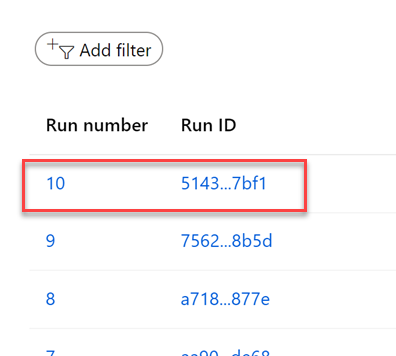 Add filter
Run number Run ID
10 5143...7bf1
9 7562...8b5d
8 a718...877e